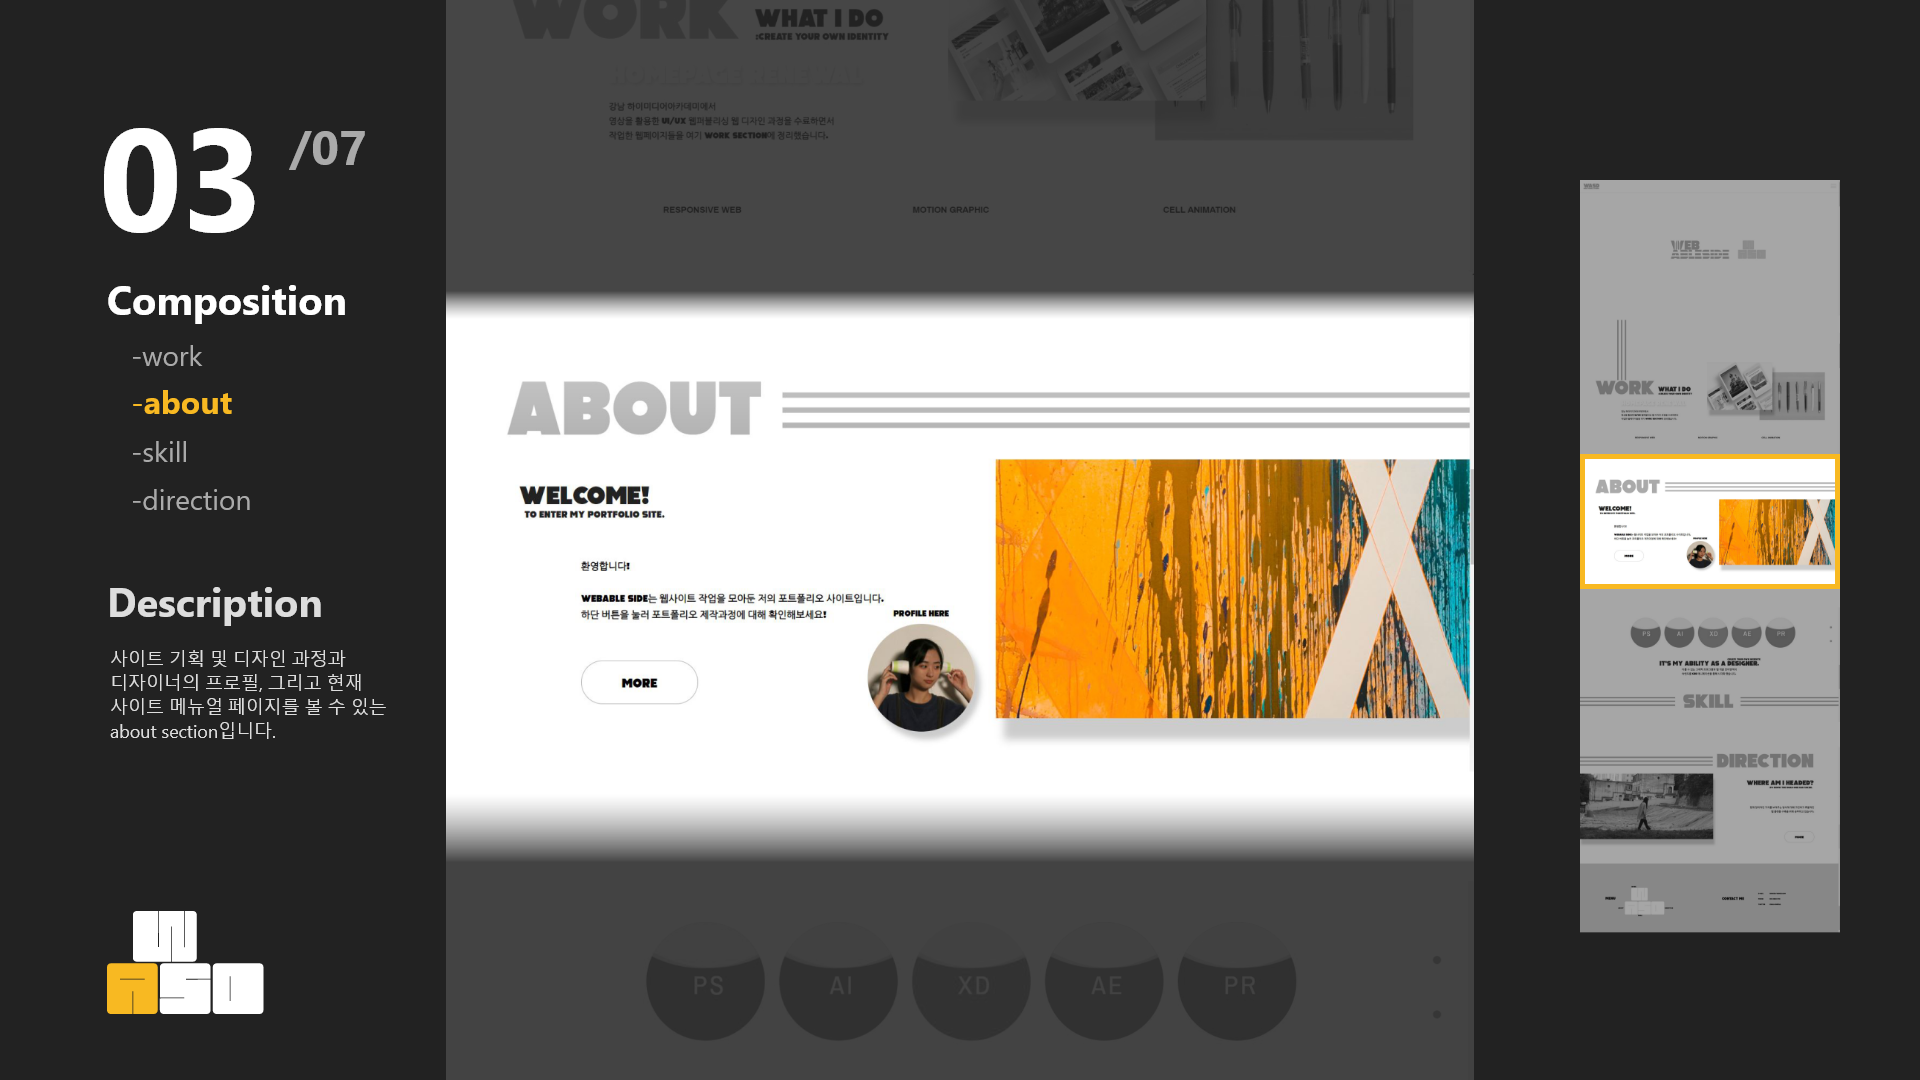 03 /07
Composition
-work
-about
-skill
-direction
Description
사이트 기획 및 디자인 과정과
디자이너의 프로필, 그리고 현재
사이트 메뉴얼 페이지를 볼 수 있는
about section입니다.
WORK
WHAT I DO
:CREATE YOUR OWN IDENTITY
강남 하이미디어아카데미에서
영상을 활용한 UI/UX 웹퍼블리싱 웹 디자인 과정을 수료하면서
작업한 웹페이지들을 여기 WORK SECTION에 정리했습니다.
RESPONSIVE WEB
MOTION GRAPHIC
CELL ANIMATION
ABOUT
WELCOME!
TO ENTER MY PORTFOLIO SITE.
환영합니다!
WEBABLE SIDE는 웹사이트 작업을 모아둔 저의 포트폴리오 사이트입니다.
하단 버튼을 눌러 포트폴리오 제작과정에 대해 확인해보세요!
PROFILE HERE
MORE
PS
AI
XD
AE
PR
WEB
WORK
WHAT I DO
ABOUT
WELCOME!
PS
AI
XD
AE
PR
IT'S MY ABILITY AS A DESIGNER.
SKILL
DIRECTION
WHERE AM I HEADED?
CONTACT ME